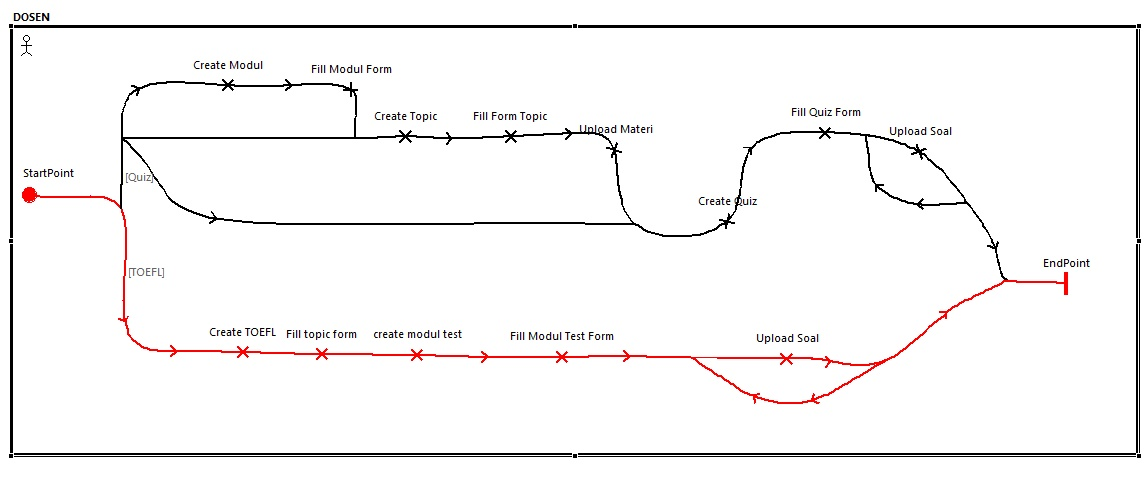 DOSEN
Create Modul
Fill Modul Form
Create Topic
Fill Form Topic
Upload Materi
Fill Quiz Form
Upload Soal
StartPoint
[Quiz]
Create Quiz
[TOEFL]
EndPoint
Create TOEFL
Fill topic form
create modul test
Fill Modul Test Form
Upload Soal